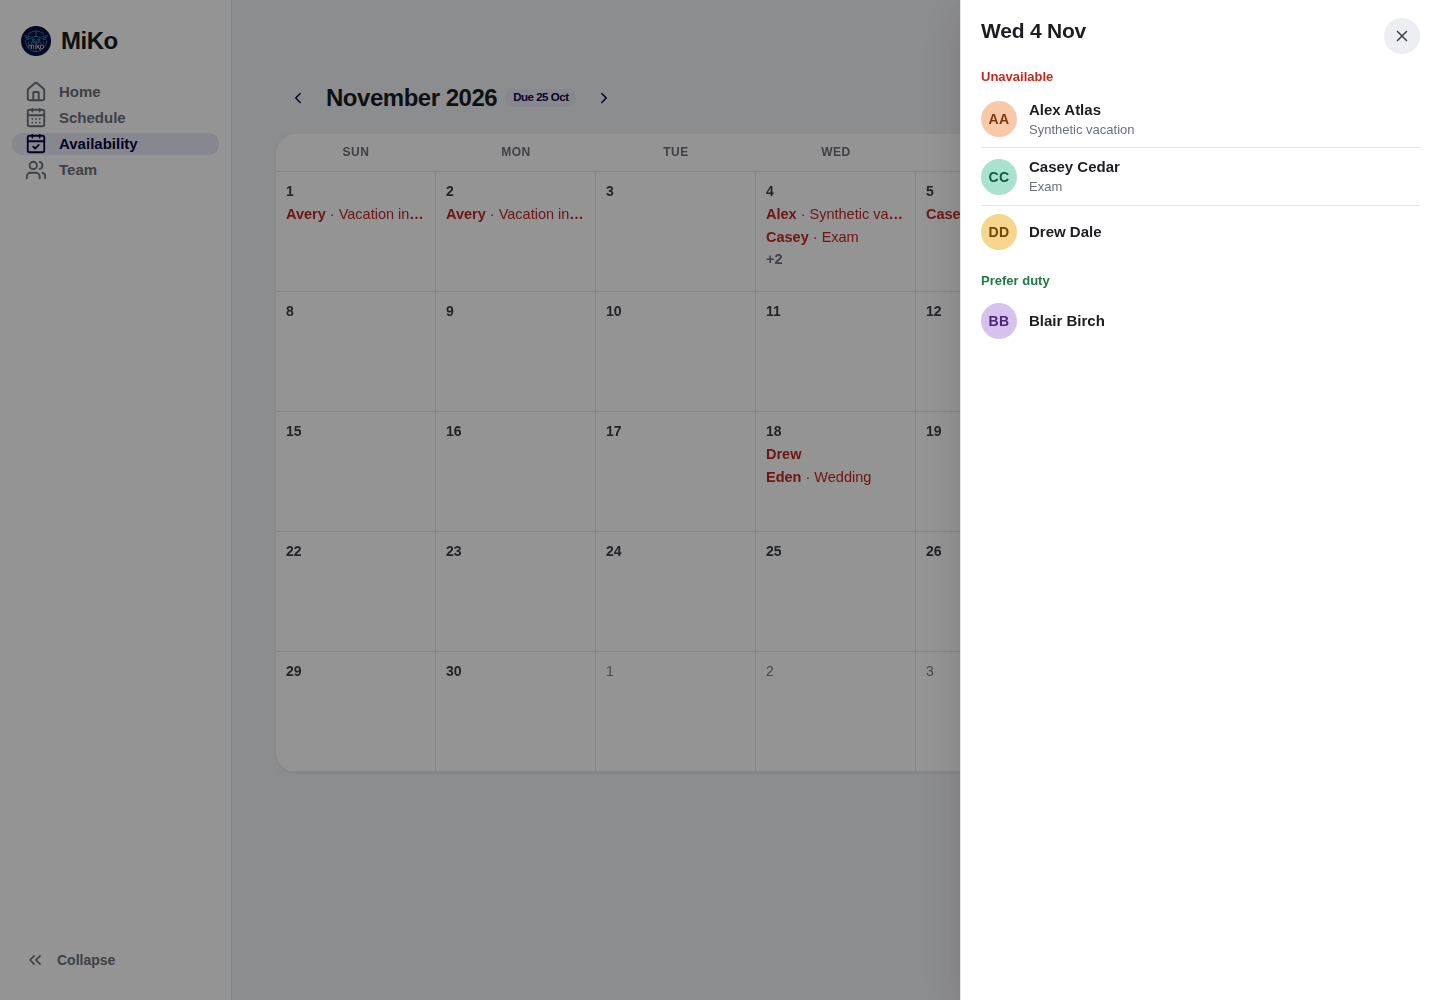 miko
MiKo
Home
Schedule
Availability
Team
Collapse
November 2026 Due 25 Oct
SUN MON TUE WED
1 2 3 4 5
Avery · Vacation in... Avery · Vacation in... Alex · Synthetic va... Case
Casey · Exam
+2
8 9 10 11 12
15 16 17 18 19
Drew
Eden · Wedding
22 23 24 25 26
29 30 1 2 3
Wed 4 Nov
Unavailable
AA Alex Atlas
Synthetic vacation
CC Casey Cedar
Exam
DD Drew Dale
Prefer duty
BB Blair Birch